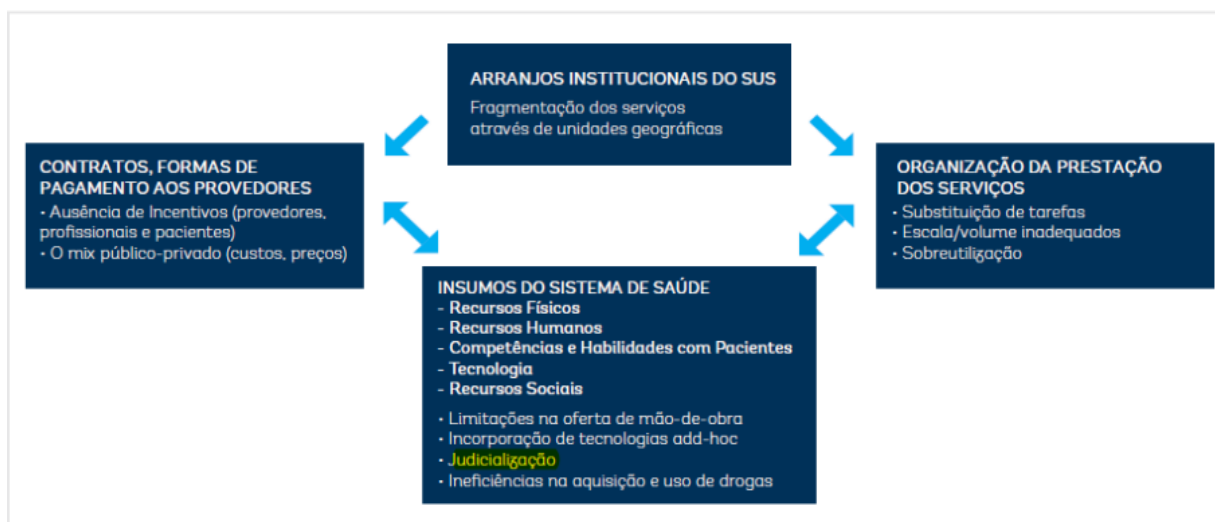 ARRANJOS INSTITUCIONAIS DO SUS
Fragmentação dos serviços
através de unidades geográficas
CONTRATOS, FORMAS DE
PAGAMENTO AOS PROVEDORES
• Ausência de Incentivos (provedores,
profissionais e pacientes)
• O mix público-privado (custos, preços)
ORGANIZAÇÃO DA PRESTAÇÃO
DOS SERVIÇOS
• Substituição de tarefas
• Escala/volume inadequados
• Sobreutilização
INSUMOS DO SISTEMA DE SAÚDE
- Recursos Físicos
- Recursos Humanos
- Competências e Habilidades com Pacientes
- Tecnologia
- Recursos Sociais
• Limitações na oferta de mão-de-obra
• Incorporação de tecnologias add-hoc
• Judicialização
• Ineficiências na aquisição e uso de drogas